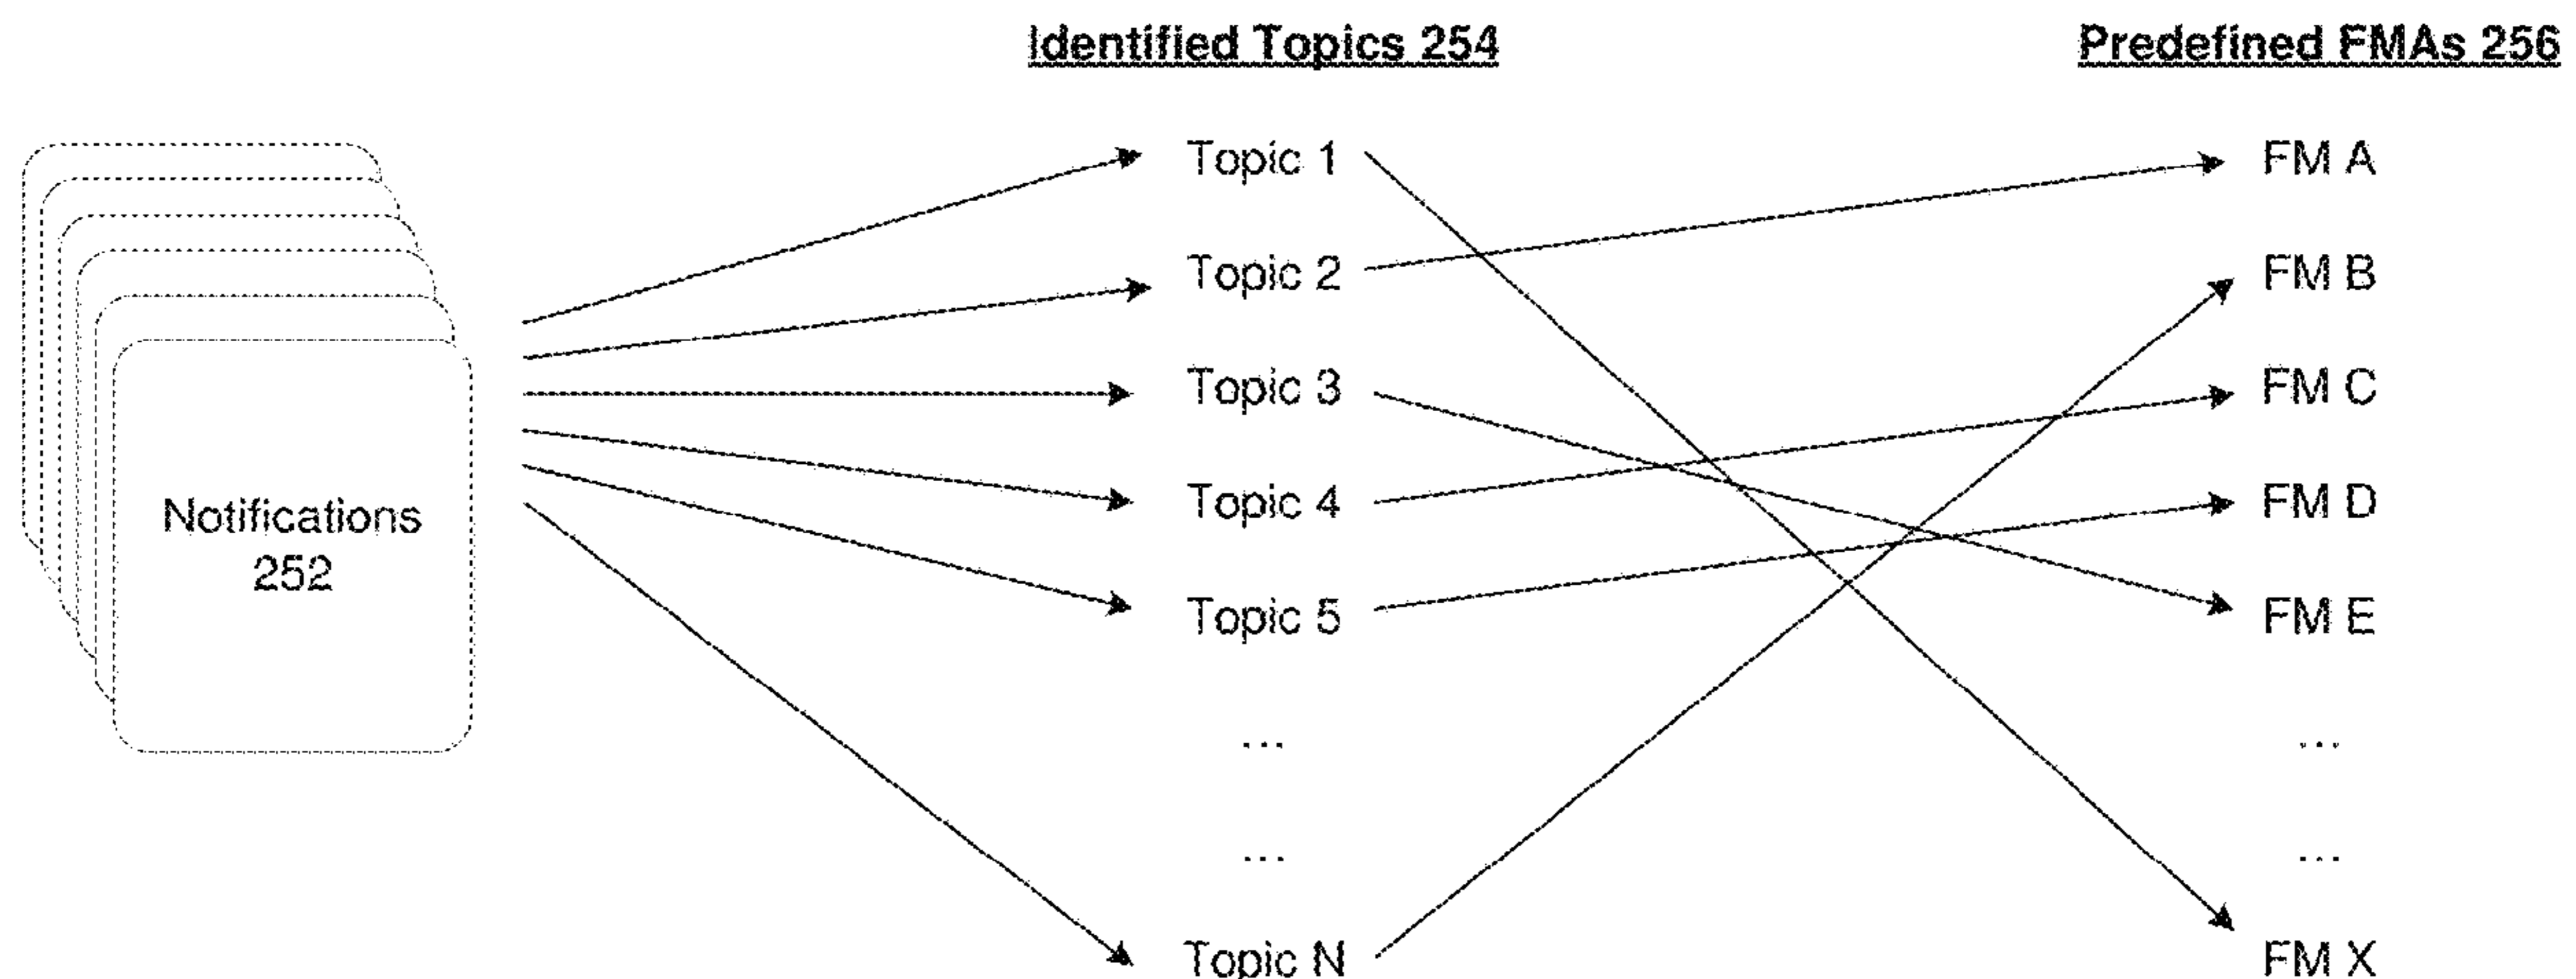 Identified Topics 254
Predefined FMAs 256
Notifications
252
Topic 1
Topic 2
Topic 3
Topic 4
Topic 5
...
...
Topic N
FM A
FM B
FM C
FM D
FM E
...
...
FM X